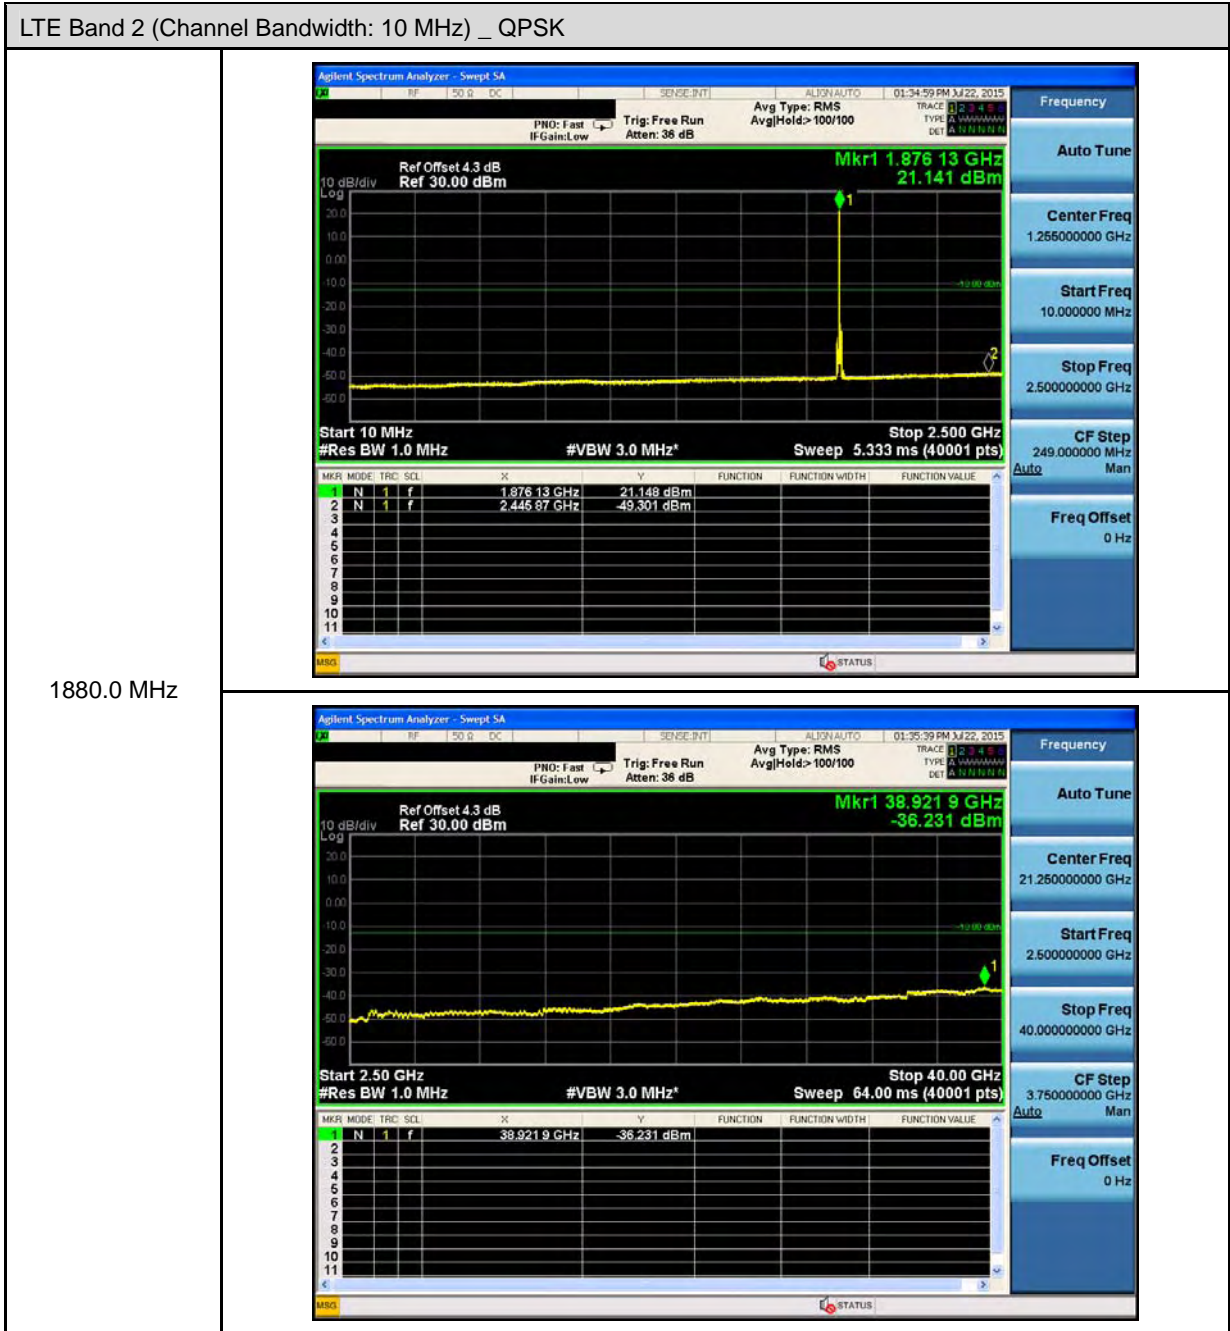 LTE Band 2 (Channel Bandwidth: 10 MHz) _ QPSK
1880.0 MHz
Agilent Spectrum Analyzer - Swept SA
RF 50 Ω DC SENSE:INT ALIGN AUTO 01:34:59 PM Jul 22, 2015
PNO: Fast
IFGain:Low
Trig: Free Run
Atten: 36 dB
Avg Type: RMS
Avg|Hold:> 100/100
TRACE 1 2 3 4 5 6
TYPE A
DET A N N N N N
Ref Offset 4.3 dB
Ref 30.00 dBm
10 dB/div
Log
Mkr1 1.876 13 GHz
21.141 dBm
20.0
10.0
0.00
-10.0
-20.0
-30.0
-40.0
-50.0
-60.0
1
2
Start 10 MHz Stop 2.500 GHz
#Res BW 1.0 MHz #VBW 3.0 MHz* Sweep 5.333 ms (40001 pts)
MKR MODE TRC SCL X Y FUNCTION FUNCTION WIDTH FUNCTION VALUE
1 N 1 f 1.876 13 GHz 21.148 dBm
2 N 1 f 2.445 87 GHz -49.301 dBm
3
4
5
6
7
8
9
10
11
MSG STATUS
Frequency
Auto Tune
Center Freq
1.255000000 GHz
Start Freq
10.000000 MHz
Stop Freq
2.500000000 GHz
CF Step
249.000000 MHz
Auto Man
Freq Offset
0 Hz
Agilent Spectrum Analyzer - Swept SA
RF 50 Ω DC SENSE:INT ALIGN AUTO 01:35:39 PM Jul 22, 2015
PNO: Fast
IFGain:Low
Trig: Free Run
Atten: 36 dB
Avg Type: RMS
Avg|Hold:> 100/100
TRACE 1 2 3 4 5 6
TYPE A
DET A N N N N N
Ref Offset 4.3 dB
Ref 30.00 dBm
10 dB/div
Log
Mkr1 38.921 9 GHz
-36.231 dBm
20.0
10.0
0.00
-10.0
-20.0
-30.0
-40.0
-50.0
-60.0
1
Start 2.50 GHz Stop 40.00 GHz
#Res BW 1.0 MHz #VBW 3.0 MHz* Sweep 64.00 ms (40001 pts)
MKR MODE TRC SCL X Y FUNCTION FUNCTION WIDTH FUNCTION VALUE
1 N 1 f 38.921 9 GHz -36.231 dBm
2
3
4
5
6
7
8
9
10
11
MSG STATUS
Frequency
Auto Tune
Center Freq
21.250000000 GHz
Start Freq
2.500000000 GHz
Stop Freq
40.000000000 GHz
CF Step
3.750000000 GHz
Auto Man
Freq Offset
0 Hz